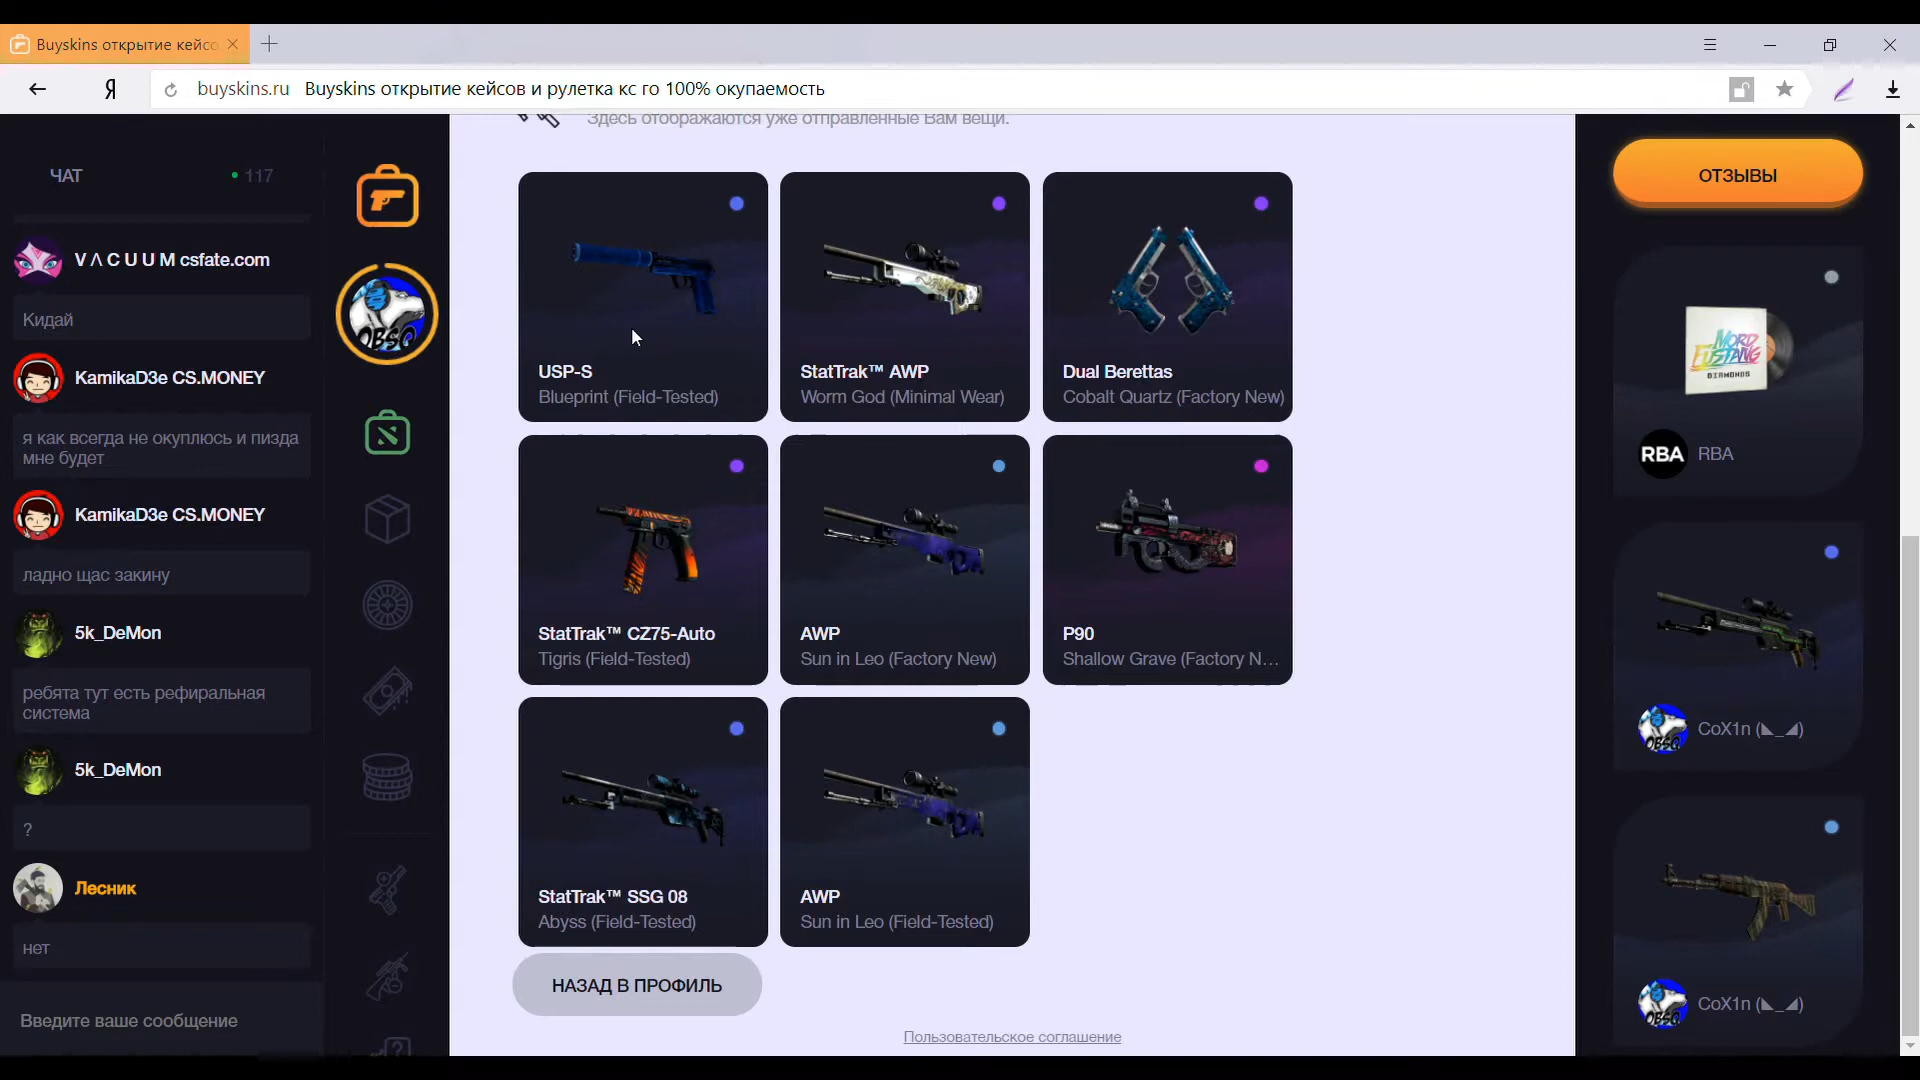 Buyskins открытие кейсо
buyskins.ru Buyskins открытие кейсов и рулетка кс го 100% окупаемость
Здесь отображаются уже отправленные Вам вещи.
ЧАТ
117
V Λ C U U M csfate.com
Кидай
KamikaD3e CS.MONEY
я как всегда не окуплюсь и пизда
мне будет
KamikaD3e CS.MONEY
ладно щас закину
5k_DeMon
ребята тут есть рефиральная
система
5k_DeMon
?
Лесник
нет
Введите ваше сообщение
OBSO
USP-S
Blueprint (Field-Tested)
StatTrak™ AWP
Worm God (Minimal Wear)
Dual Berettas
Cobalt Quartz (Factory New)
StatTrak™ CZ75-Auto
Tigris (Field-Tested)
AWP
Sun in Leo (Factory New)
P90
Shallow Grave (Factory N...
StatTrak™ SSG 08
Abyss (Field-Tested)
AWP
Sun in Leo (Field-Tested)
НАЗАД В ПРОФИЛЬ
Пользовательское соглашение
ОТЗЫВЫ
MORD
FUSTANG
DIAMONDS
RBA RBA
CoX1n (◣_◢)
CoX1n (◣_◢)